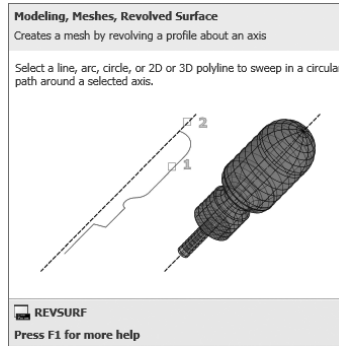 Modeling, Meshes, Revolved Surface
Creates a mesh by revolving a profile about an axis
Select a line, arc, circle, or 2D or 3D polyline to sweep in a circular
path around a selected axis.
2
1
REVSURF
Press F1 for more help